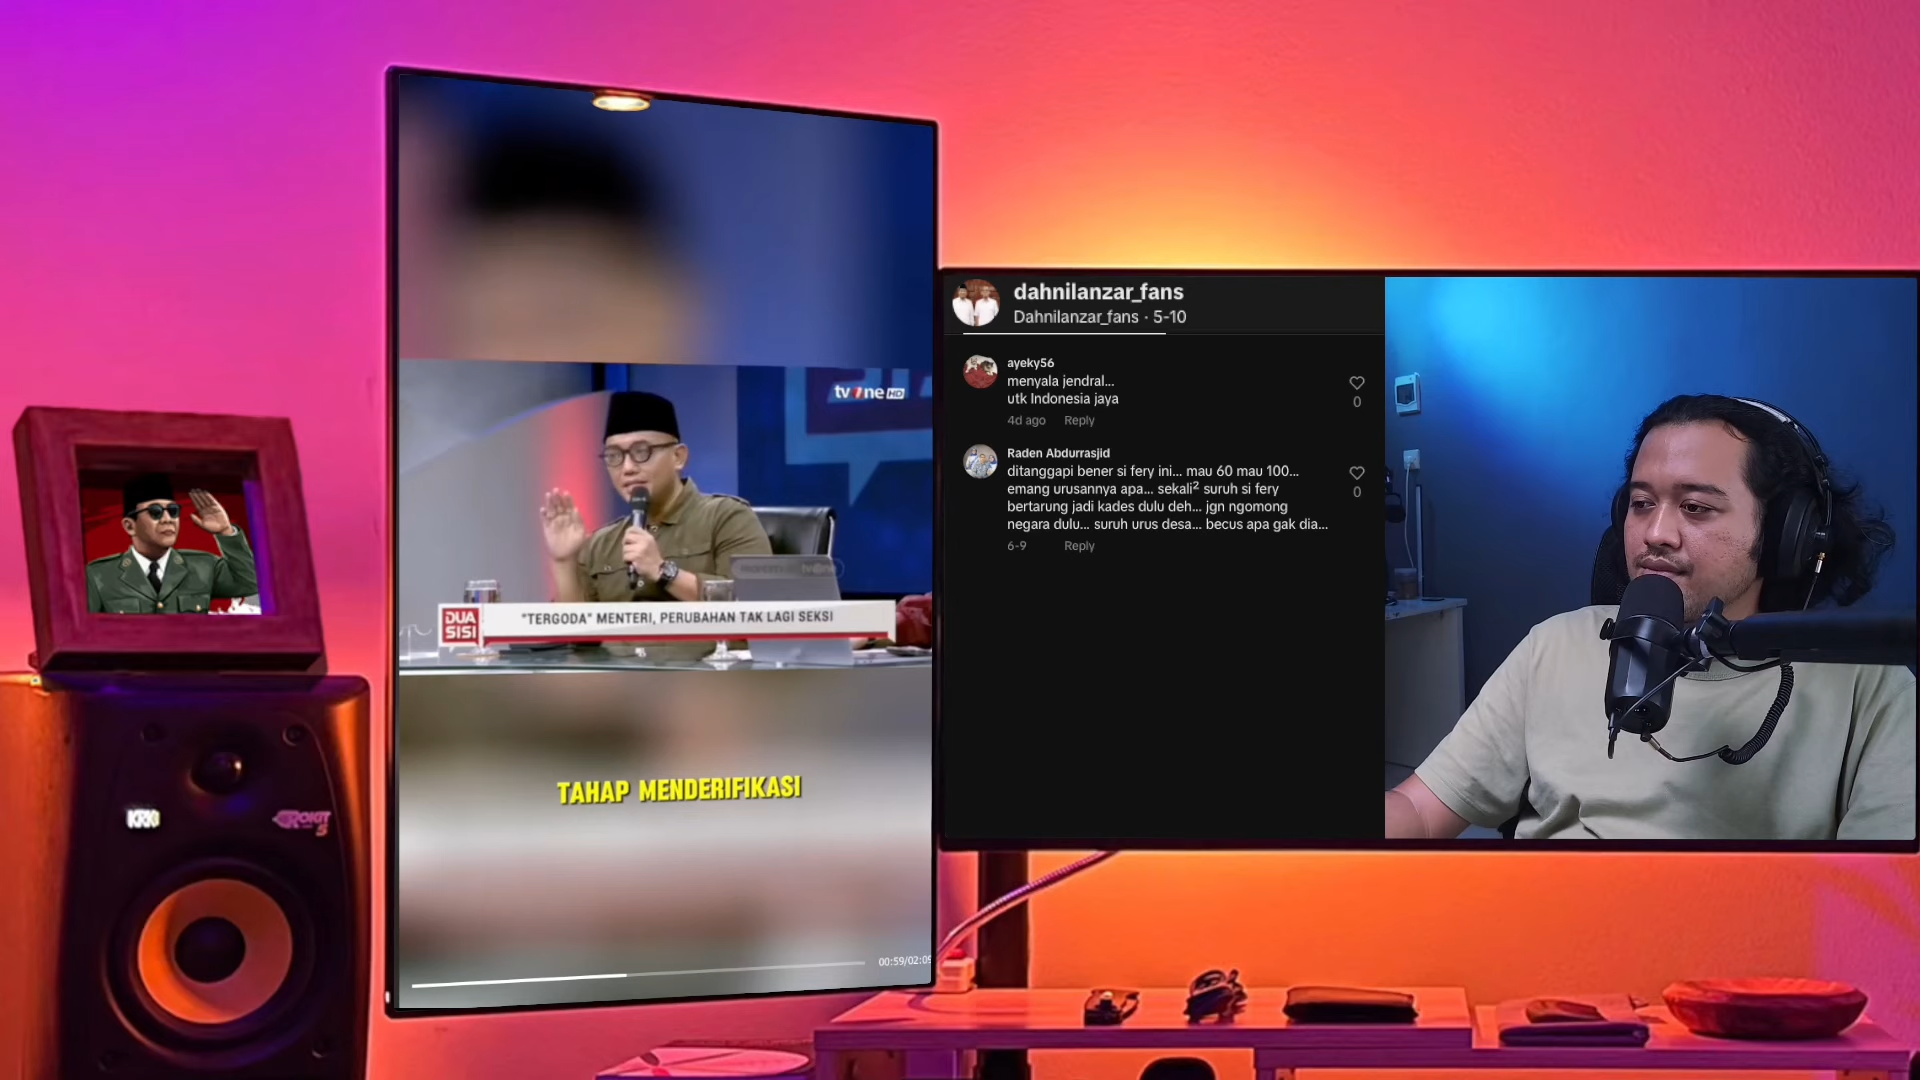 tvOne HD
DUA SISI
"TERGODA" MENTERI, PERUBAHAN TAK LAGI SEKSI
TAHAP MENDERIFIKASI
00:59/02:09
KRK
ROKIT 5
dahnilanzar_fans
Dahnilanzar_fans · 5-10
ayeky56
menyala jendral...
utk Indonesia jaya
4d ago Reply
0
Raden Abdurrasjid
ditanggapi bener si fery ini... mau 60 mau 100...
emang urusannya apa... sekali² suruh si fery
bertarung jadi kades dulu deh... jgn ngomong
negara dulu... suruh urus desa... becus apa gak dia...
6-9 Reply
0